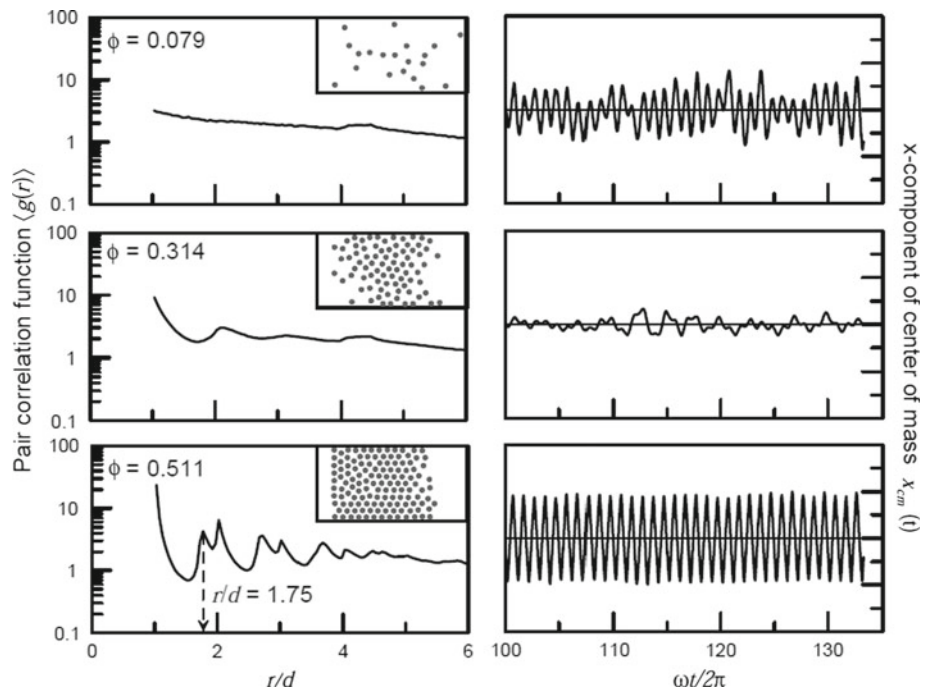 Pair correlation function ⟨g(r)⟩
100
10
1
0.1
ϕ = 0.079
100
10
1
0.1
ϕ = 0.314
100
10
1
0.1
ϕ = 0.511
r/d = 1.75
0 2 4 6
r/d
100 110 120 130
ωt/2π
x-component of center of mass x_cm (t)